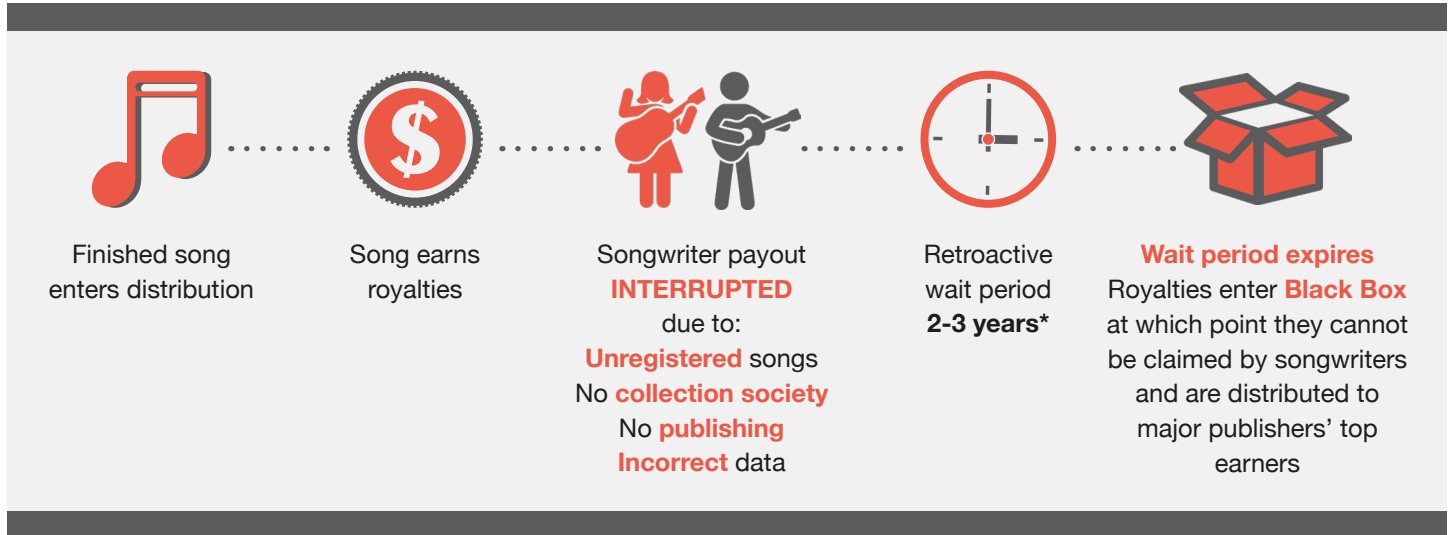 $
Finished song
enters distribution
Song earns
royalties
Songwriter payout
INTERRUPTED
due to:
Unregistered songs
No collection society
No publishing
Incorrect data
Retroactive
wait period
2-3 years*
Wait period expires
Royalties enter Black Box
at which point they cannot
be claimed by songwriters
and are distributed to
major publishers’ top
earners